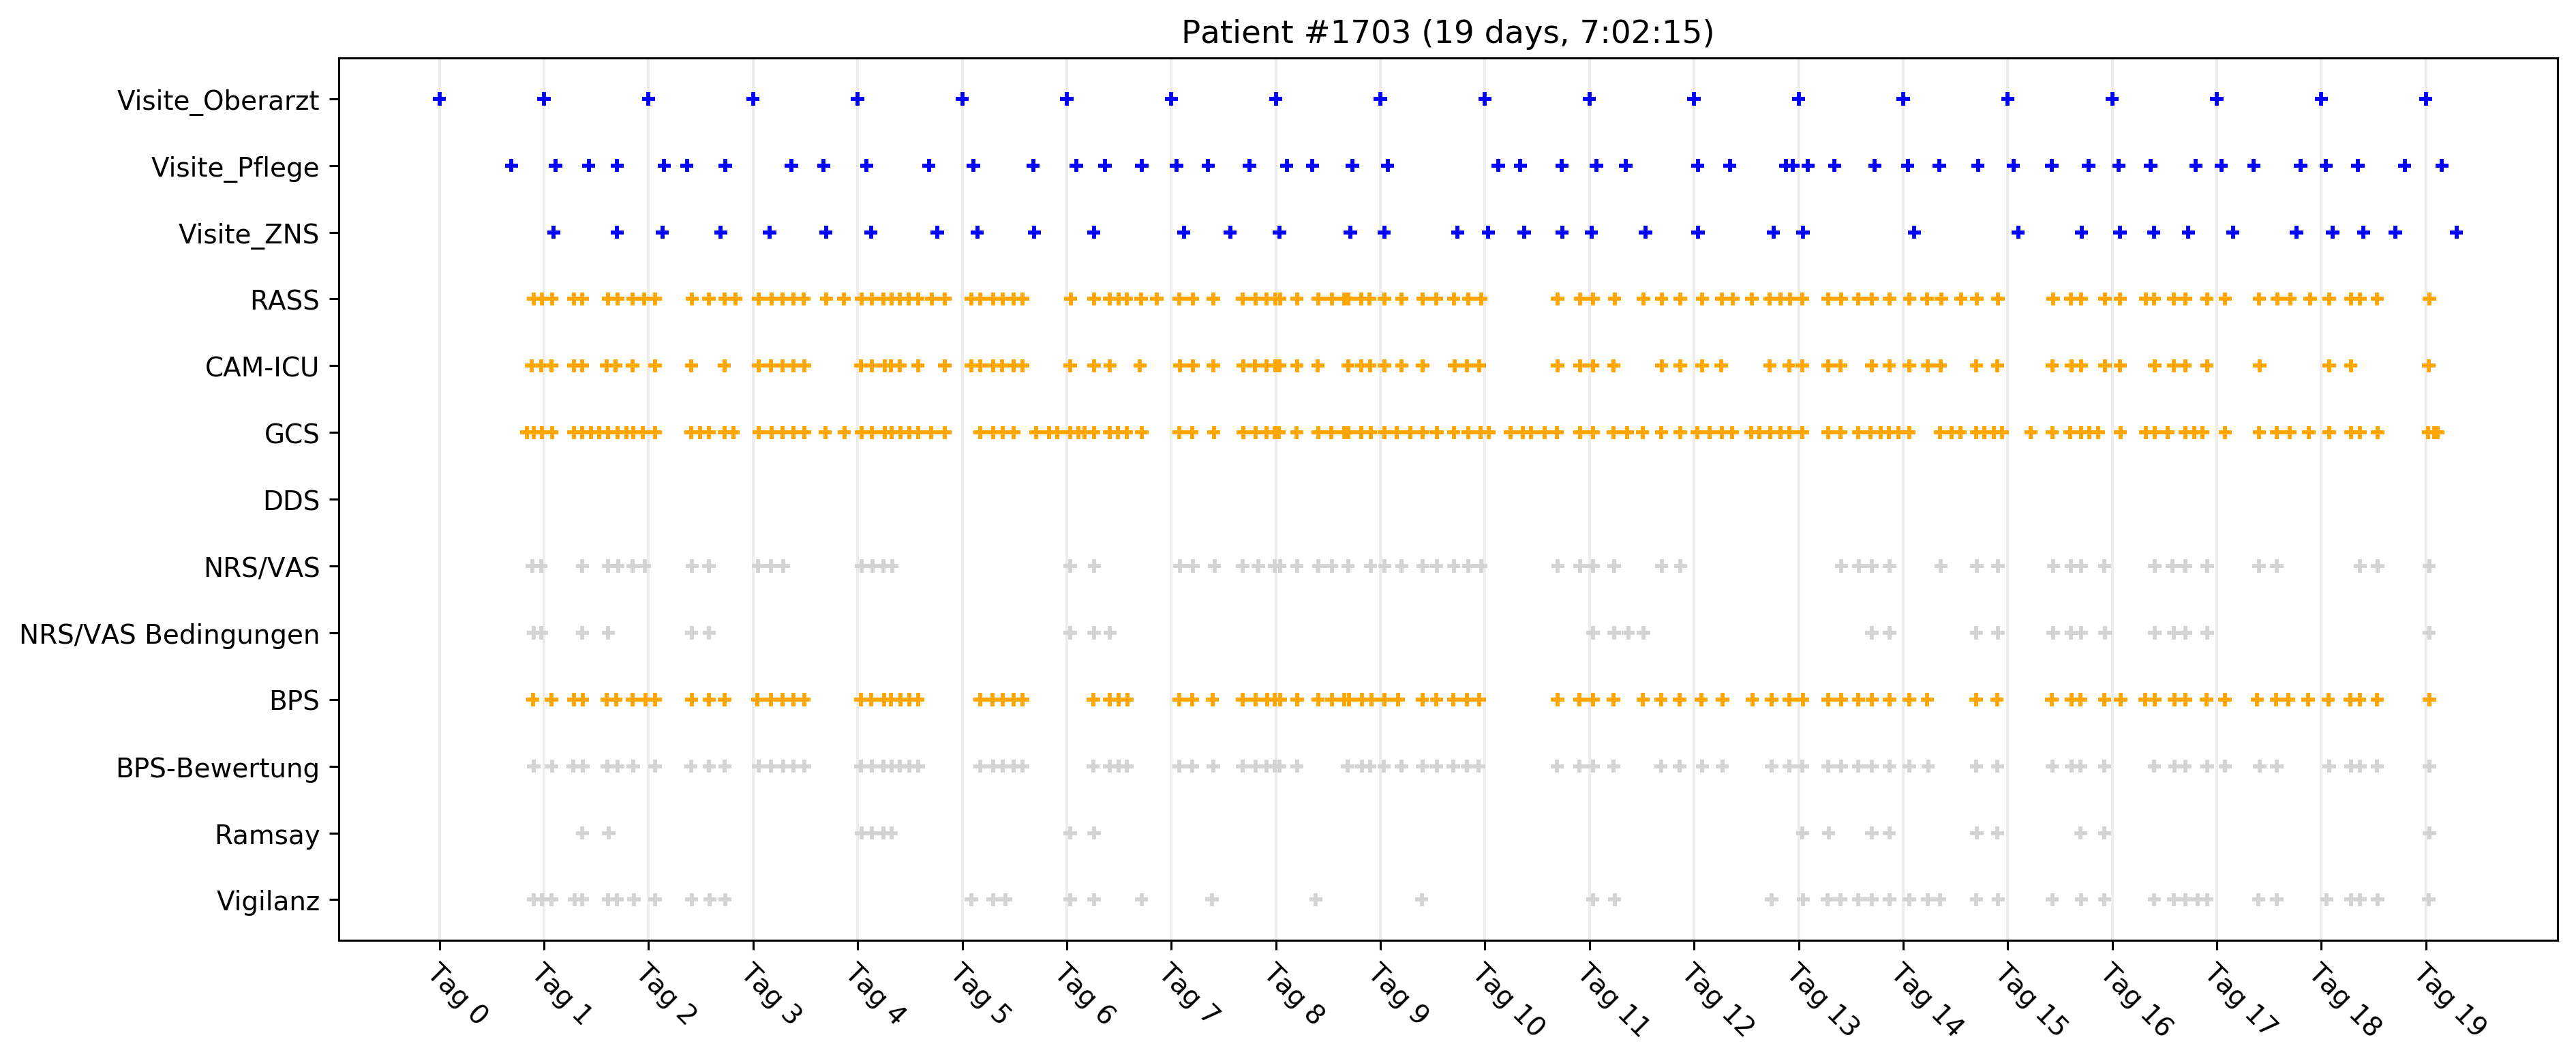 Patient #1703 (19 days, 7:02:15)
Visite_Oberarzt
Visite_Pflege
Visite_ZNS
RASS
CAM-ICU
GCS
DDS
NRS/VAS
NRS/VAS Bedingungen
BPS
BPS-Bewertung
Ramsay
Vigilanz
Tag 0
Tag 1
Tag 2
Tag 3
Tag 4
Tag 5
Tag 6
Tag 7
Tag 8
Tag 9
Tag 10
Tag 11
Tag 12
Tag 13
Tag 14
Tag 15
Tag 16
Tag 17
Tag 18
Tag 19